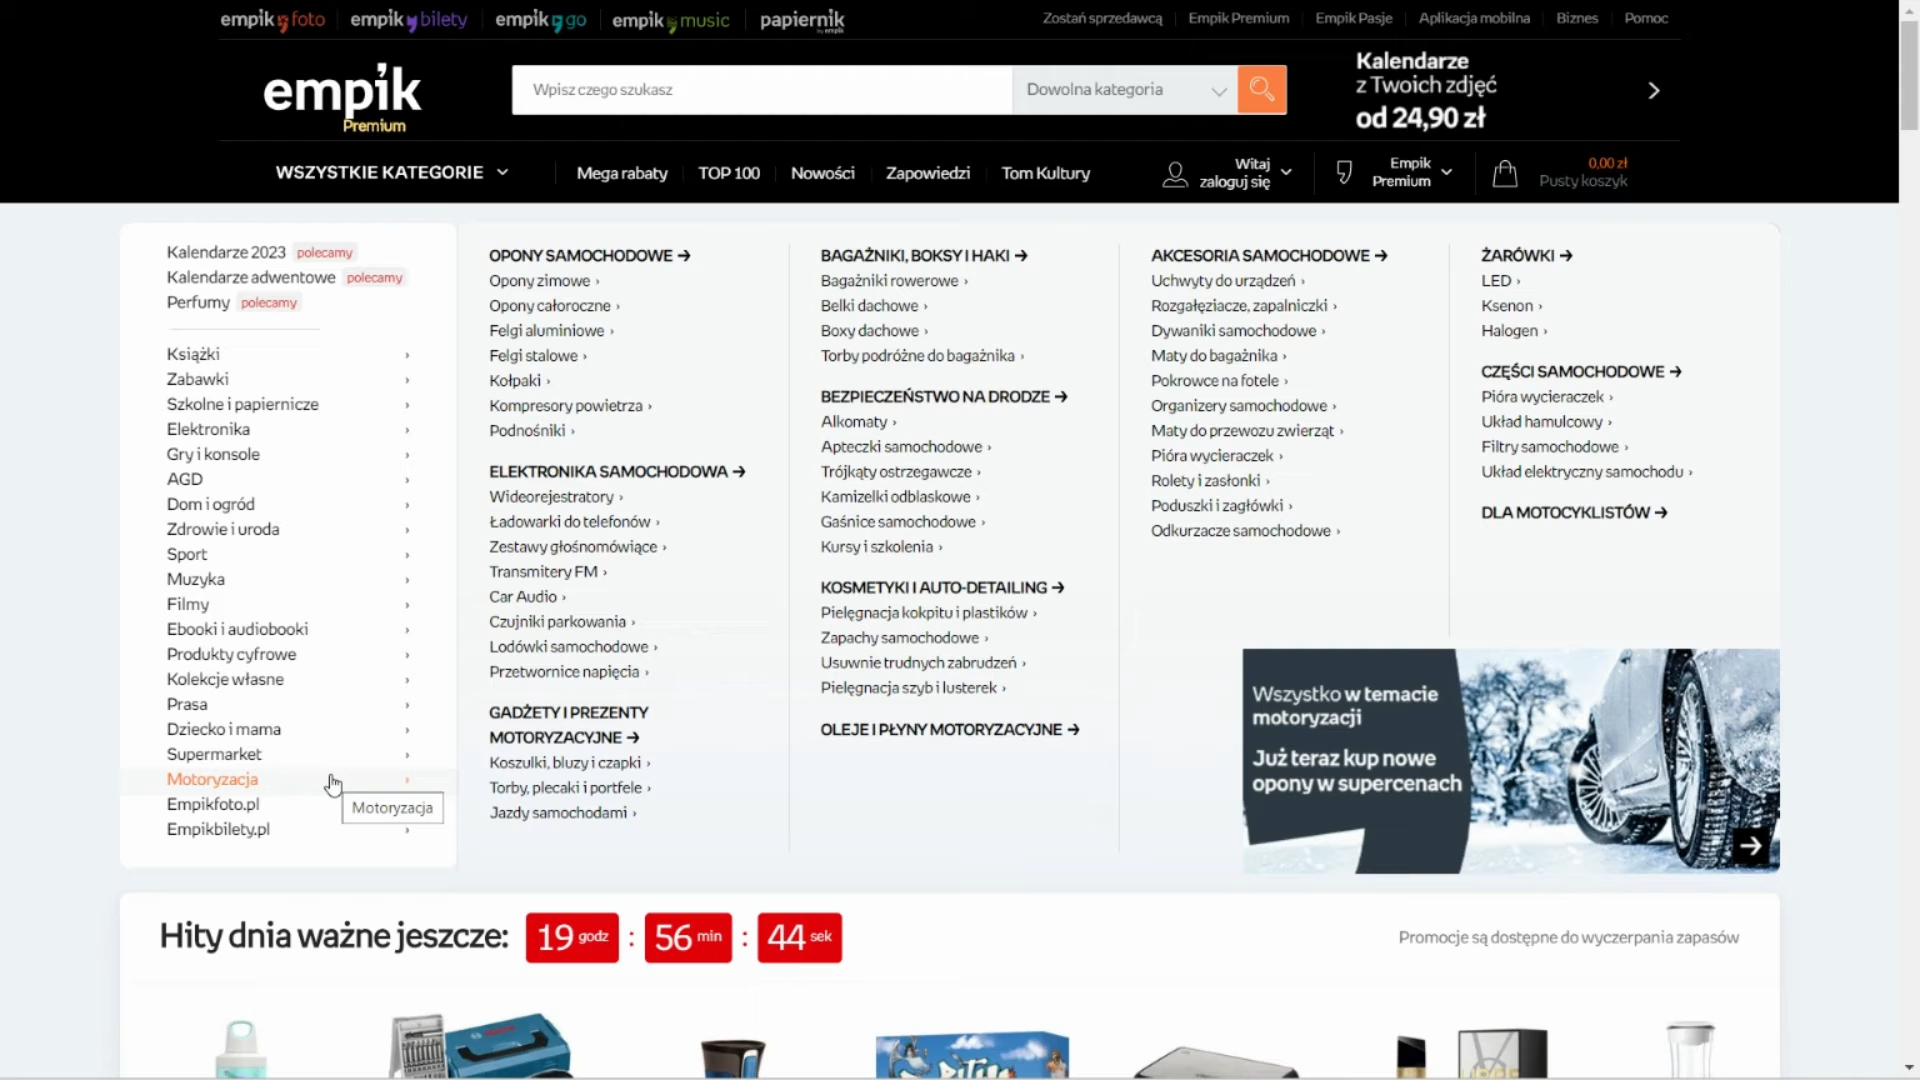 empik foto
empik bilety
empik go
empik music
papiernik
by empik
Zostań sprzedawcą
Empik Premium
Empik Pasje
Aplikacja mobilna
Biznes
Pomoc
empik
Premium
Wpisz czego szukasz
Dowolna kategoria
Kalendarze
z Twoich zdjęć
od 24,90 zł
WSZYSTKIE KATEGORIE
Mega rabaty
TOP 100
Nowości
Zapowiedzi
Tom Kultury
Witaj
zaloguj się
Empik
Premium
0,00 zł
Pusty koszyk
Kalendarze 2023 polecamy
Kalendarze adwentowe polecamy
Perfumy polecamy
Książki
Zabawki
Szkolne i papiernicze
Elektronika
Gry i konsole
AGD
Dom i ogród
Zdrowie i uroda
Sport
Muzyka
Filmy
Ebooki i audiobooki
Produkty cyfrowe
Kolekcje własne
Prasa
Dziecko i mama
Supermarket
Motoryzacja
Empikfoto.pl
Empikbilety.pl
Motoryzacja
OPONY SAMOCHODOWE →
Opony zimowe ›
Opony całoroczne ›
Felgi aluminiowe ›
Felgi stalowe ›
Kołpaki ›
Kompresory powietrza ›
Podnośniki ›
ELEKTRONIKA SAMOCHODOWA →
Wideorejestratory ›
Ładowarki do telefonów ›
Zestawy głośnomówiące ›
Transmitery FM ›
Car Audio ›
Czujniki parkowania ›
Lodówki samochodowe ›
Przetwornice napięcia ›
GADŻETY I PREZENTY
MOTORYZACYJNE →
Koszulki, bluzy i czapki ›
Torby, plecaki i portfele ›
Jazdy samochodami ›
BAGAŻNIKI, BOKSY I HAKI →
Bagażniki rowerowe ›
Belki dachowe ›
Boxy dachowe ›
Torby podróżne do bagażnika ›
BEZPIECZEŃSTWO NA DRODZE →
Alkomaty ›
Apteczki samochodowe ›
Trójkąty ostrzegawcze ›
Kamizelki odblaskowe ›
Gaśnice samochodowe ›
Kursy i szkolenia ›
KOSMETYKI I AUTO-DETAILING →
Pielęgnacja kokpitu i plastików ›
Zapachy samochodowe ›
Usuwnie trudnych zabrudzeń ›
Pielęgnacja szyb i lusterek ›
OLEJE I PŁYNY MOTORYZACYJNE →
AKCESORIA SAMOCHODOWE →
Uchwyty do urządzeń ›
Rozgałęziacze, zapalniczki ›
Dywaniki samochodowe ›
Maty do bagażnika ›
Pokrowce na fotele ›
Organizery samochodowe ›
Maty do przewozu zwierząt ›
Pióra wycieraczek ›
Rolety i zasłonki ›
Poduszki i zagłówki ›
Odkurzacze samochodowe ›
ŻARÓWKI →
LED ›
Ksenon ›
Halogen ›
CZĘŚCI SAMOCHODOWE →
Pióra wycieraczek ›
Układ hamulcowy ›
Filtry samochodowe ›
Układ elektryczny samochodu ›
DLA MOTOCYKLISTÓW →
Wszystko w temacie
motoryzacji
Już teraz kup nowe
opony w supercenach
Hity dnia ważne jeszcze: 19 godz : 56 min : 44 sek
Promocje są dostępne do wyczerpania zapasów